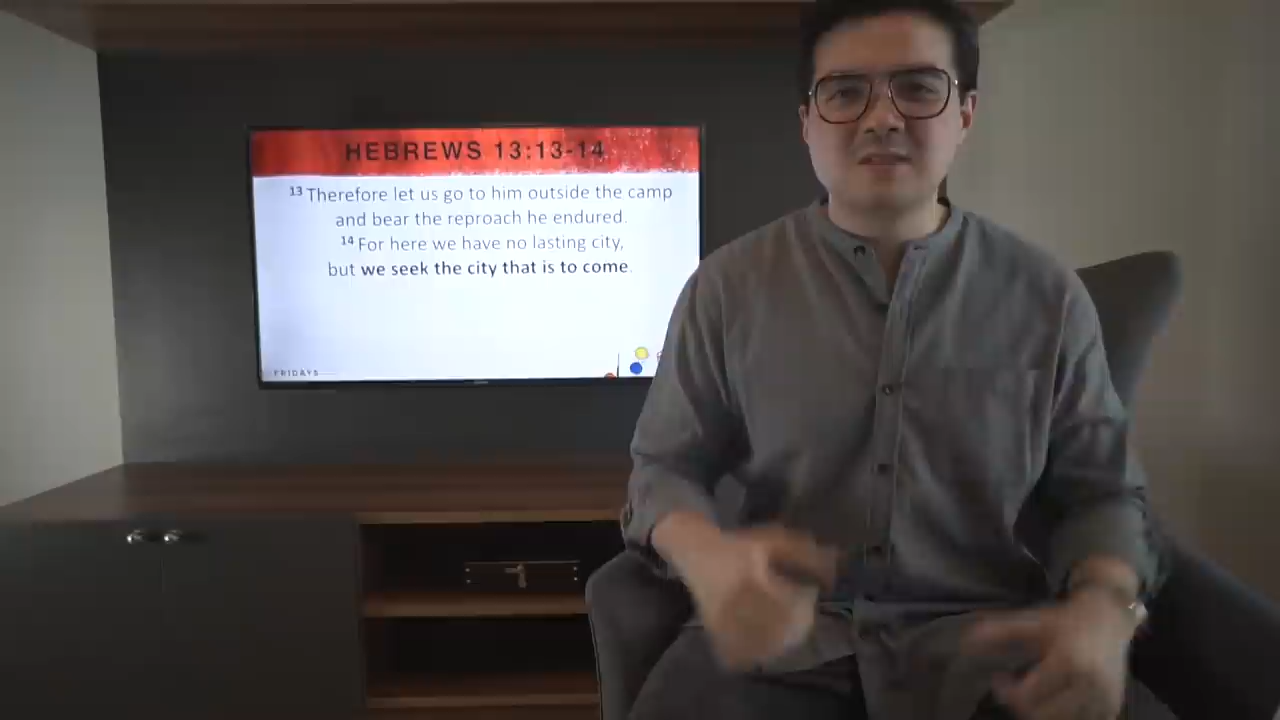 HEBREWS 13:13-14
13 Therefore let us go to him outside the camp
and bear the reproach he endured.
14 For here we have no lasting city,
but we seek the city that is to come.
FRIDAYS